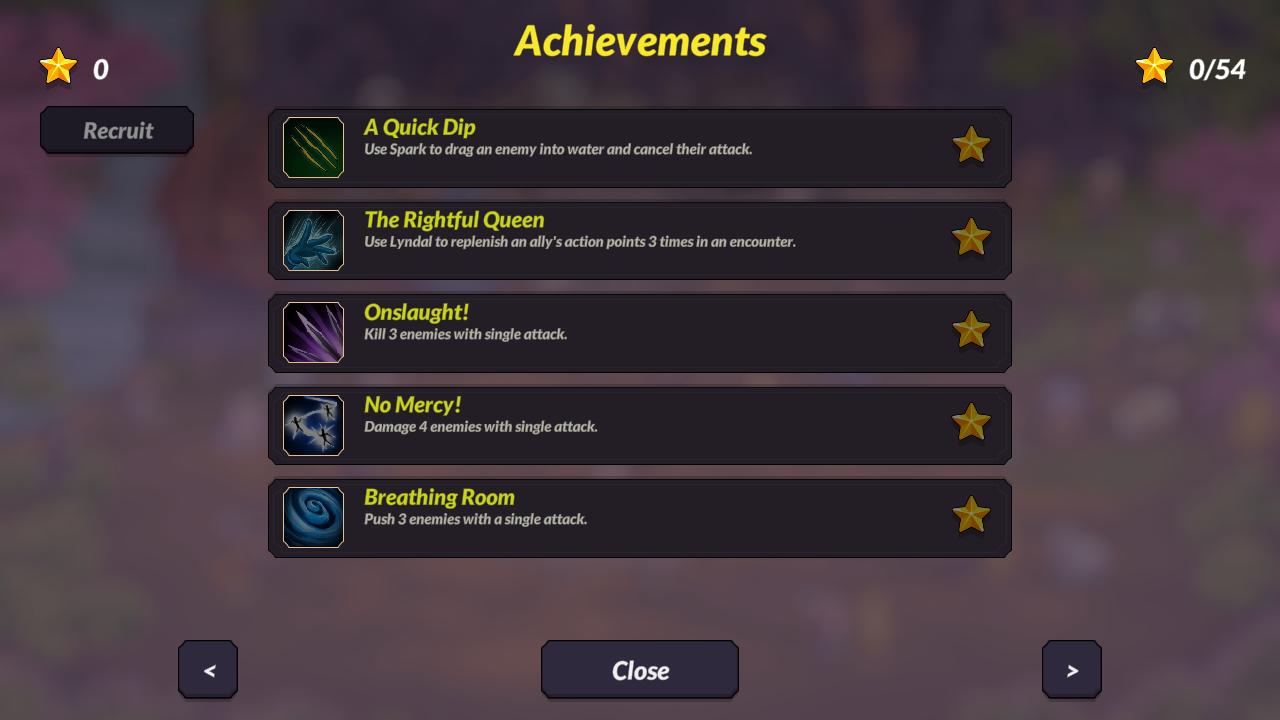 Achievements
0
0/54
Recruit
A Quick Dip
Use Spark to drag an enemy into water and cancel their attack.
The Rightful Queen
Use Lyndal to replenish an ally's action points 3 times in an encounter.
Onslaught!
Kill 3 enemies with single attack.
No Mercy!
Damage 4 enemies with single attack.
Breathing Room
Push 3 enemies with a single attack.
<
Close
>